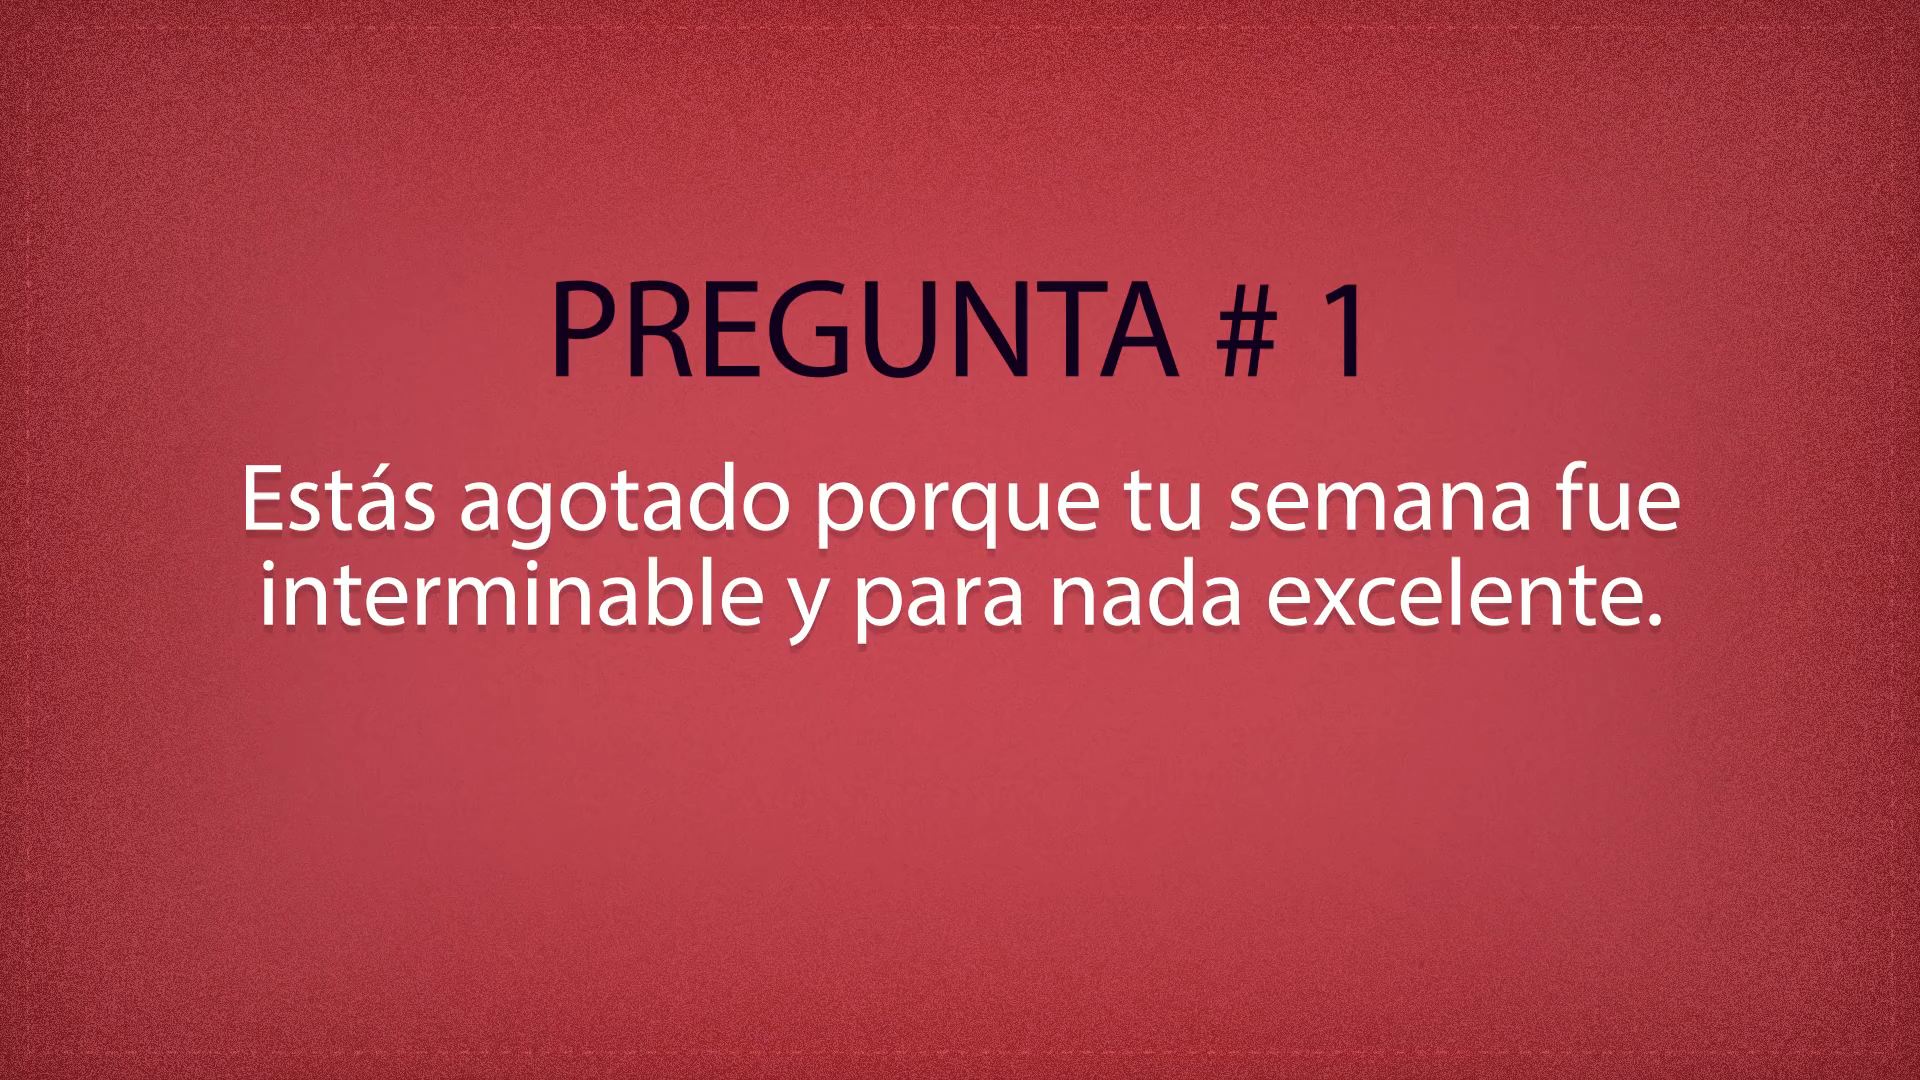 PREGUNTA # 1
Estás agotado porque tu semana fue
interminable y para nada excelente.